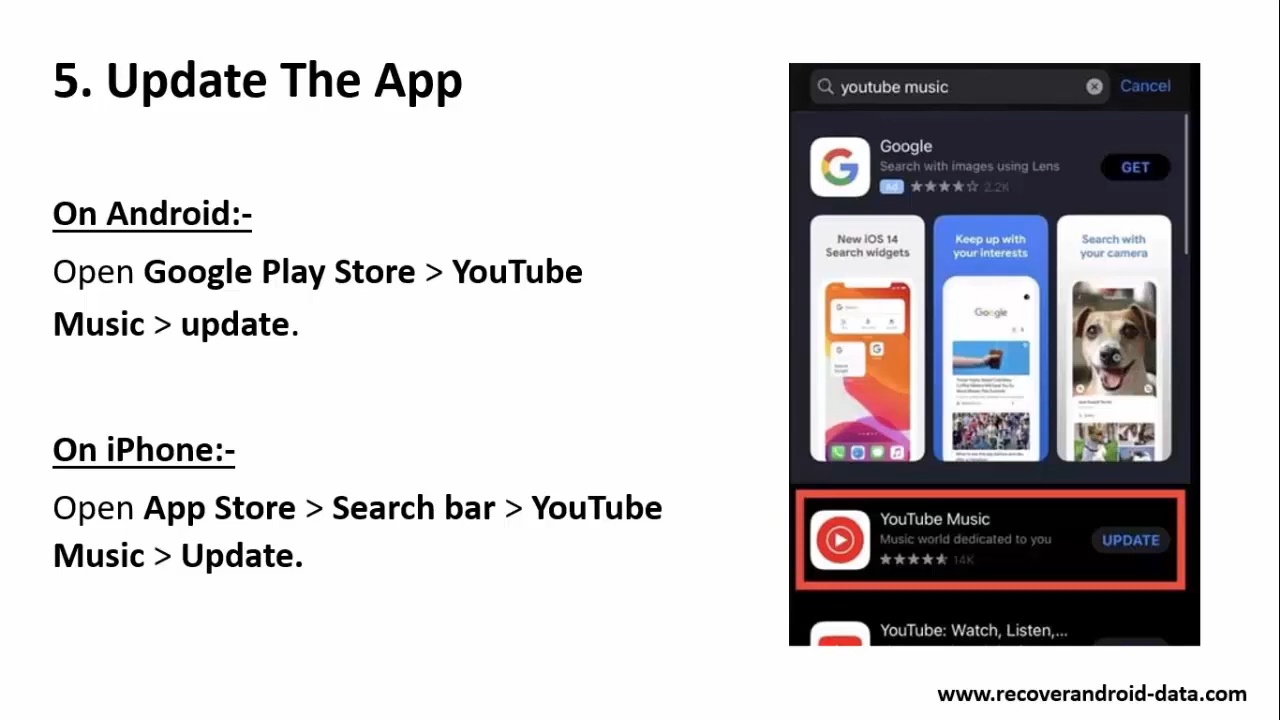 5. Update The App
On Android:-
Open Google Play Store > YouTube
Music > update.
On iPhone:-
Open App Store > Search bar > YouTube
Music > Update.
youtube music
Cancel
Google
Search with images using Lens
Ad
2.2K
GET
New iOS 14
Search widgets
Keep up with
your interests
Search with
your camera
Google
YouTube Music
Music world dedicated to you
14K
UPDATE
YouTube: Watch, Listen,...
www.recoverandroid-data.com